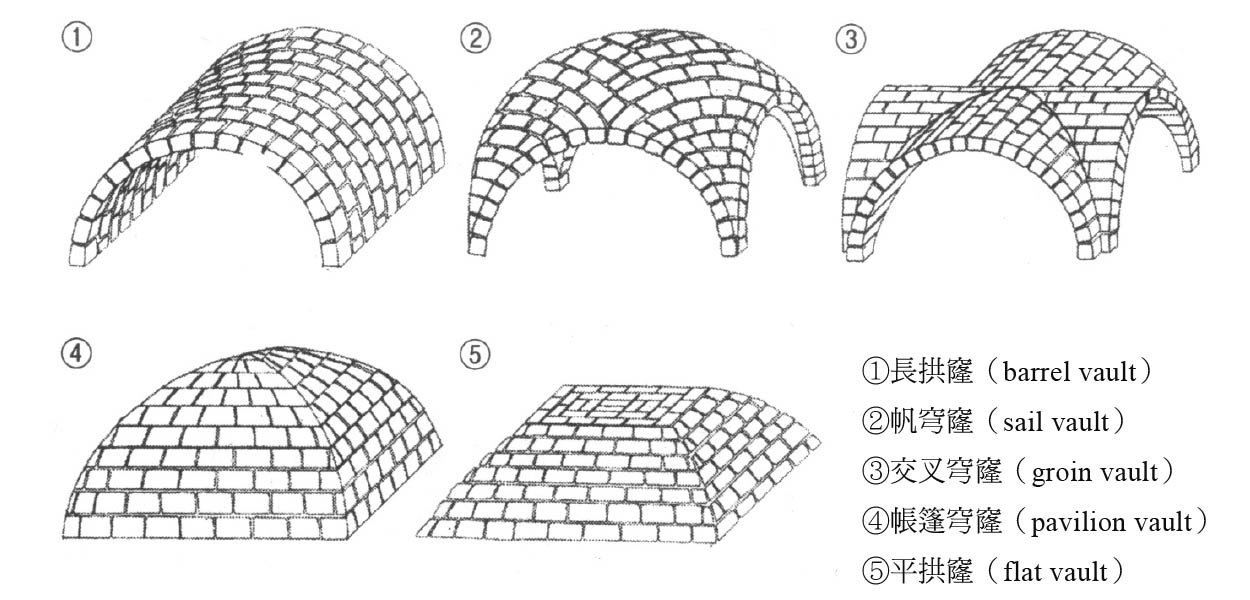 ①
②
③
④
⑤
①長拱窿（barrel vault）
②帆穹窿（sail vault）
③交叉穹窿（groin vault）
④帳篷穹窿（pavilion vault）
⑤平拱窿（flat vault）